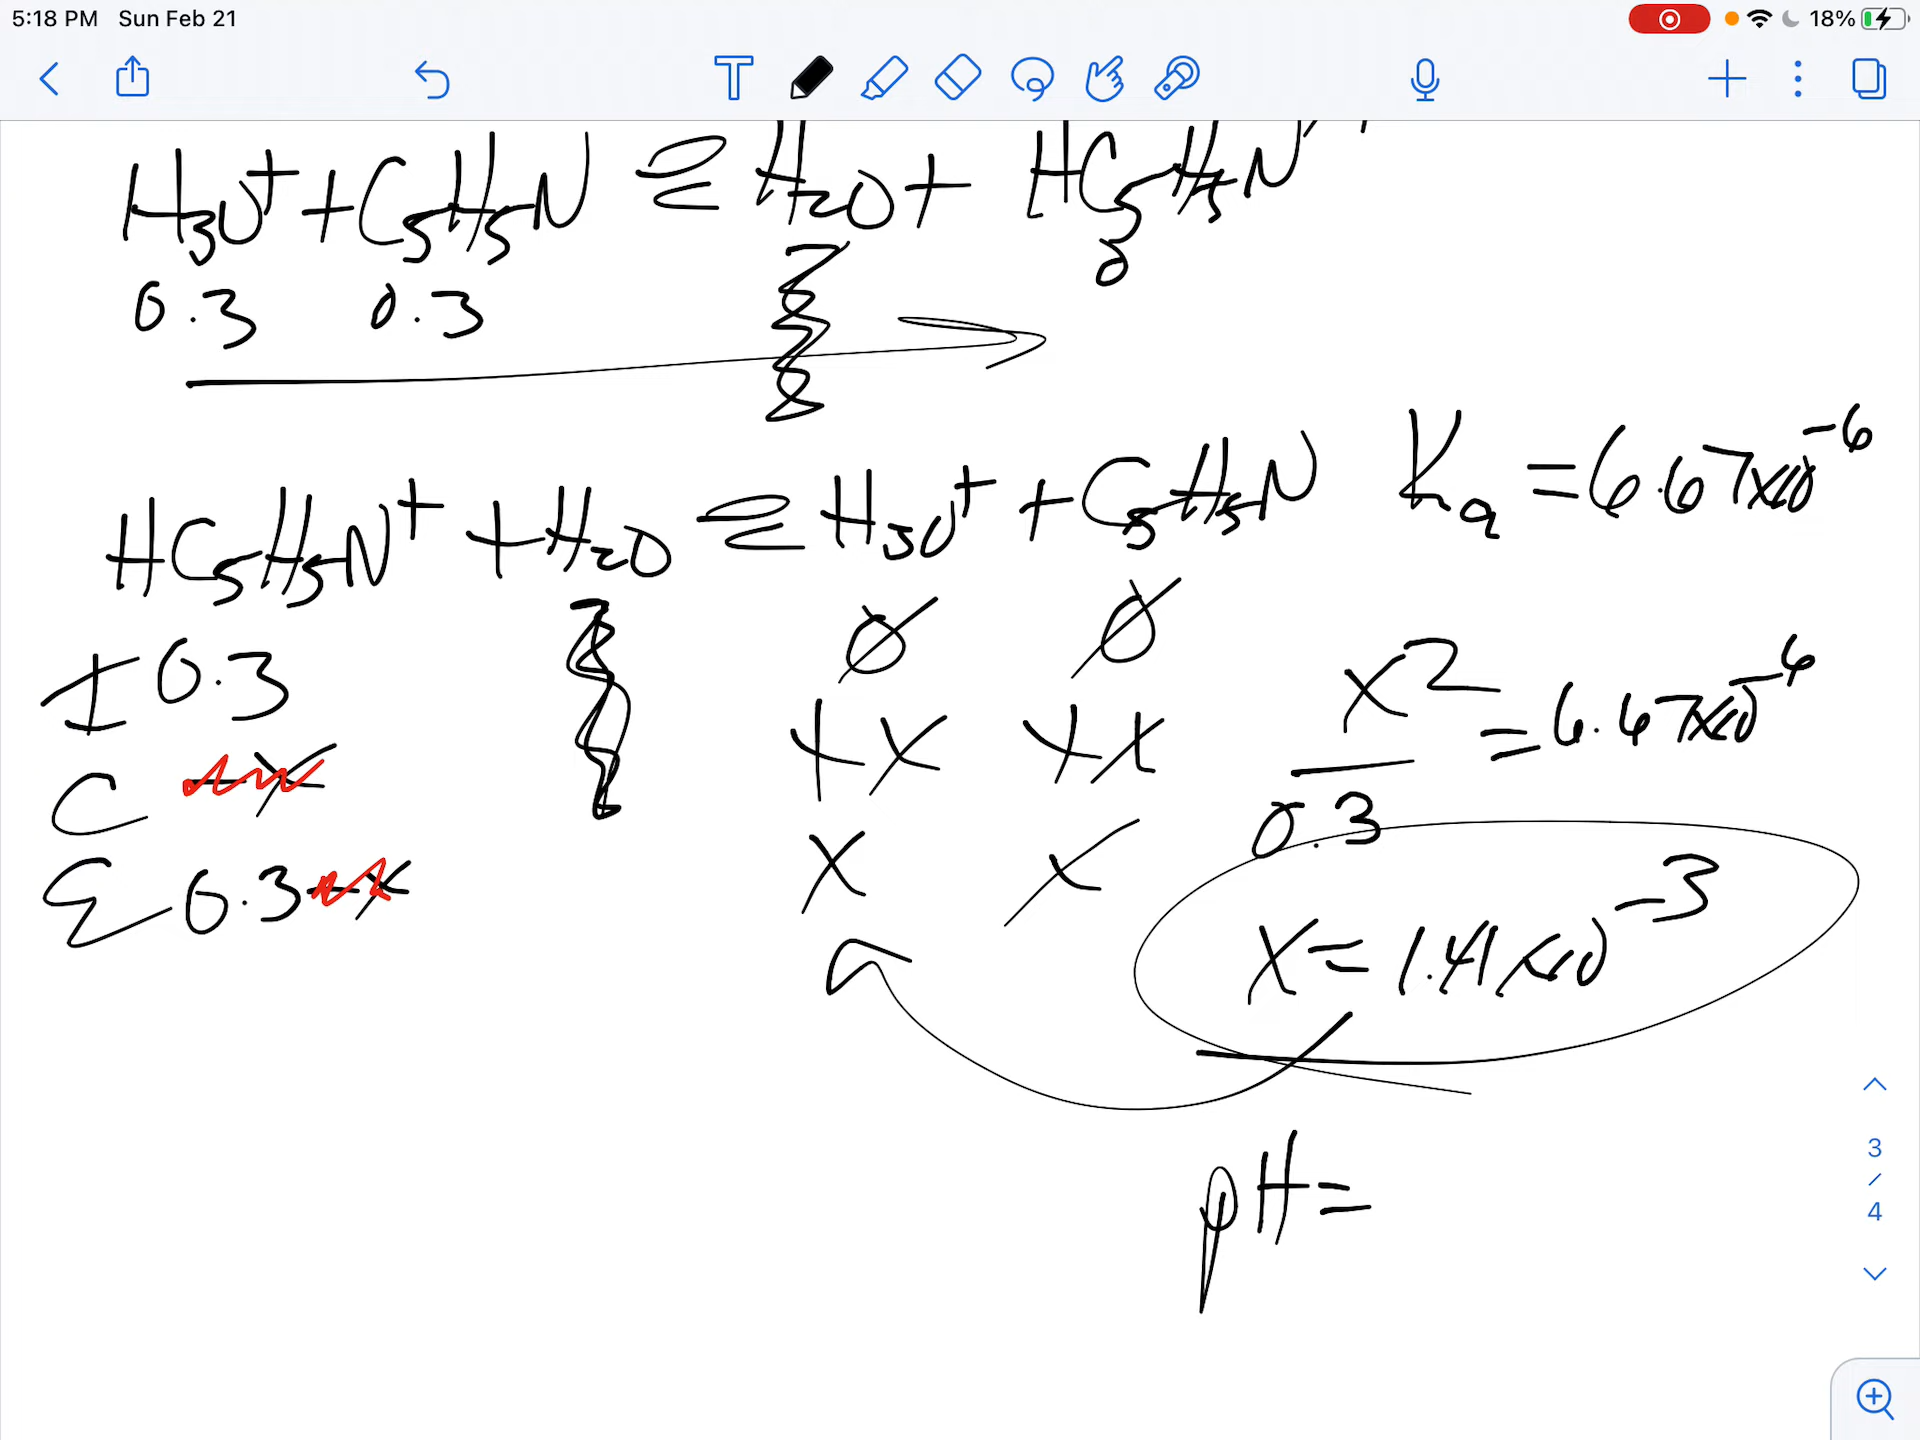 5:18 PM Sun Feb 21
18%
T
H₃O⁺ + C₅H₅N ⇌ H₂O + HC₅H₅N⁺
0.3 0.3 0
HC₅H₅N⁺ + H₂O ⇌ H₃O⁺ + C₅H₅N Ka = 6.67x10⁻⁶
I 0.3 0 0
C -x +x +x
E 0.3-x x x
x²/0.3 = 6.67x10⁻⁶
x = 1.41x10⁻³
pH =
3
/
4